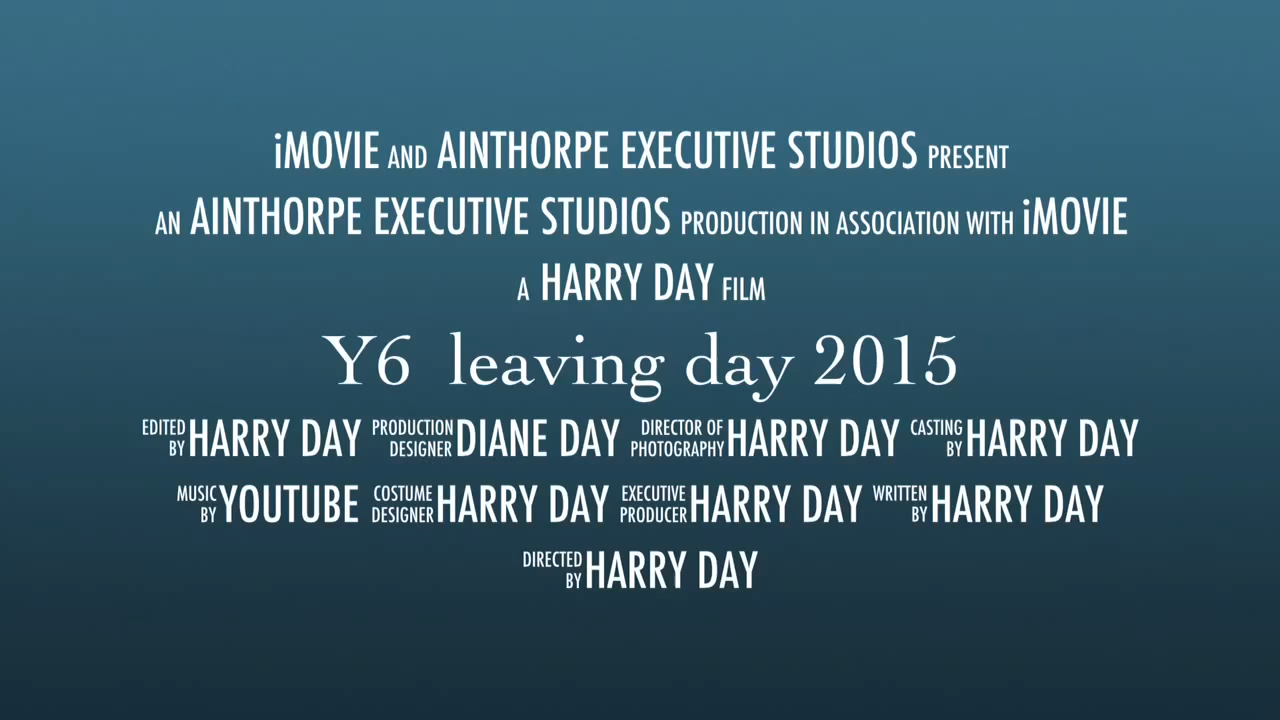 iMOVIE AND AINTHORPE EXECUTIVE STUDIOS PRESENT
AN AINTHORPE EXECUTIVE STUDIOS PRODUCTION IN ASSOCIATION WITH iMOVIE
A HARRY DAY FILM
Y6 leaving day 2015
EDITED BY HARRY DAY PRODUCTION DESIGNER DIANE DAY DIRECTOR OF PHOTOGRAPHY HARRY DAY CASTING BY HARRY DAY
MUSIC BY YOUTUBE COSTUME DESIGNER HARRY DAY EXECUTIVE PRODUCER HARRY DAY WRITTEN BY HARRY DAY
DIRECTED BY HARRY DAY